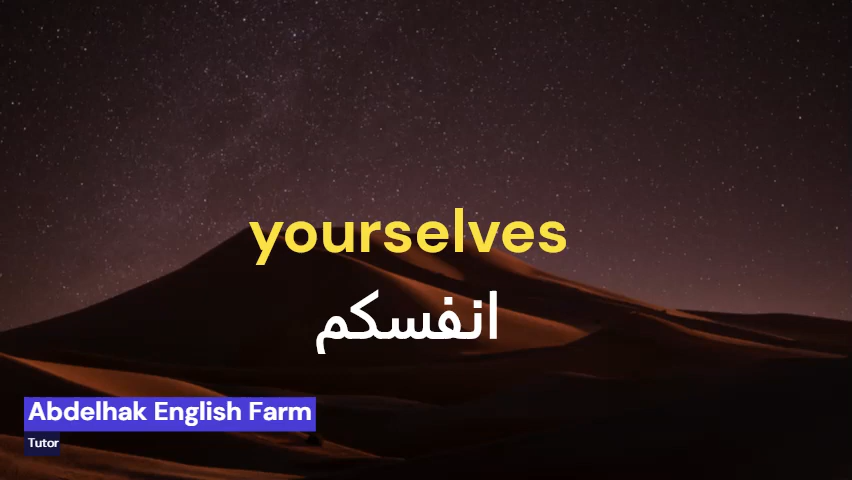 yourselves
انفسكم
Abdelhak English Farm
Tutor